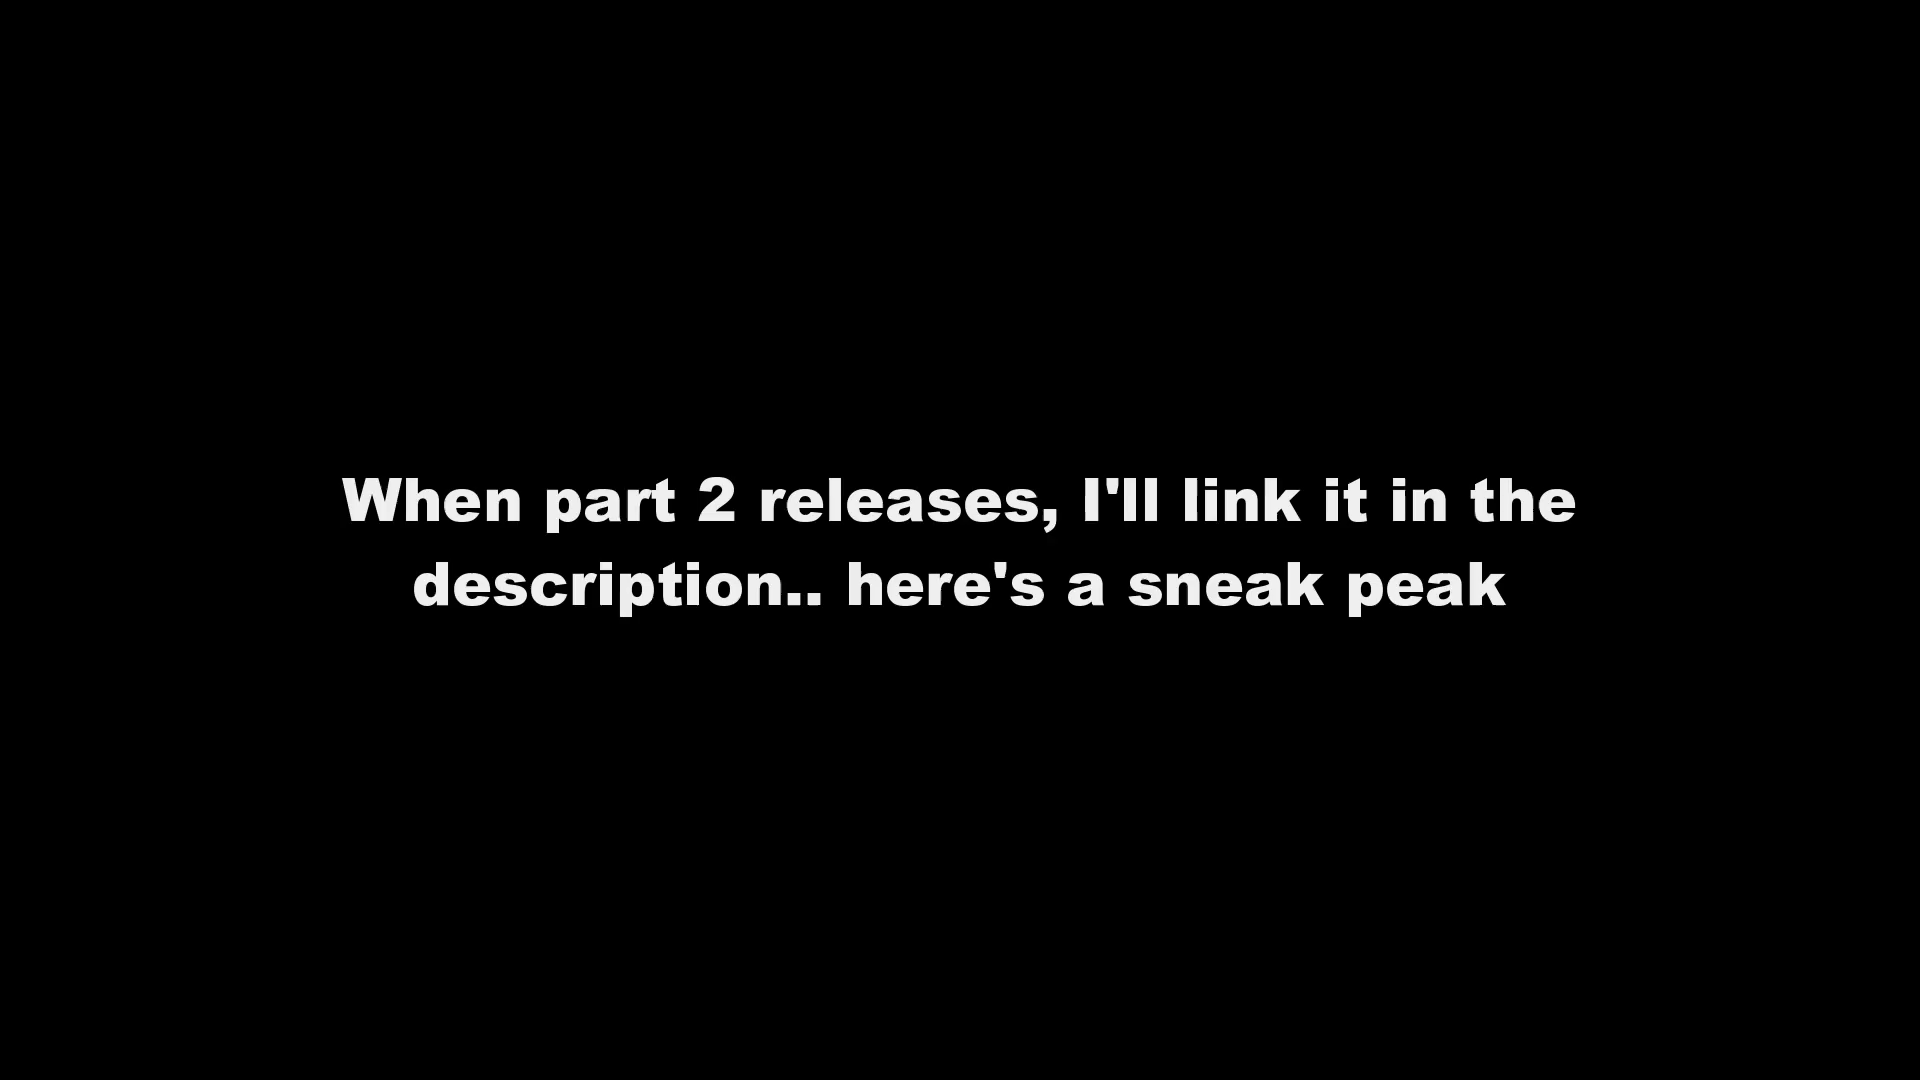 When part 2 releases, I'll link it in the
description.. here's a sneak peak